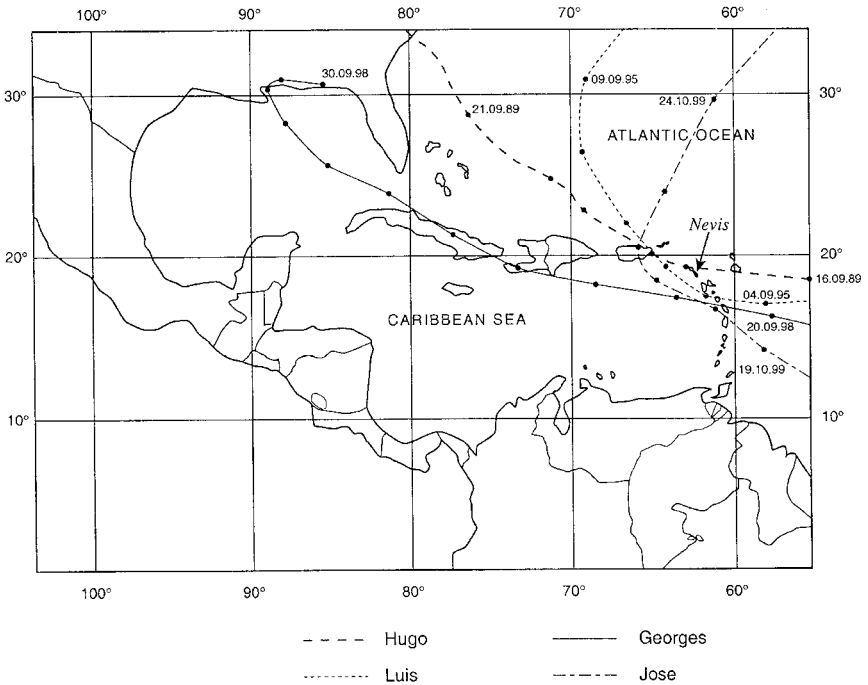 100° 90° 80° 70° 60°
30.09.98
09.09.95
30° 30°
24.10.99
21.09.89
ATLANTIC OCEAN
Nevis
20° 20°
16.09.89
04.09.95
CARIBBEAN SEA
20.09.98
19.10.99
10° 10°
100° 90° 80° 70° 60°
Hugo Georges
Luis Jose